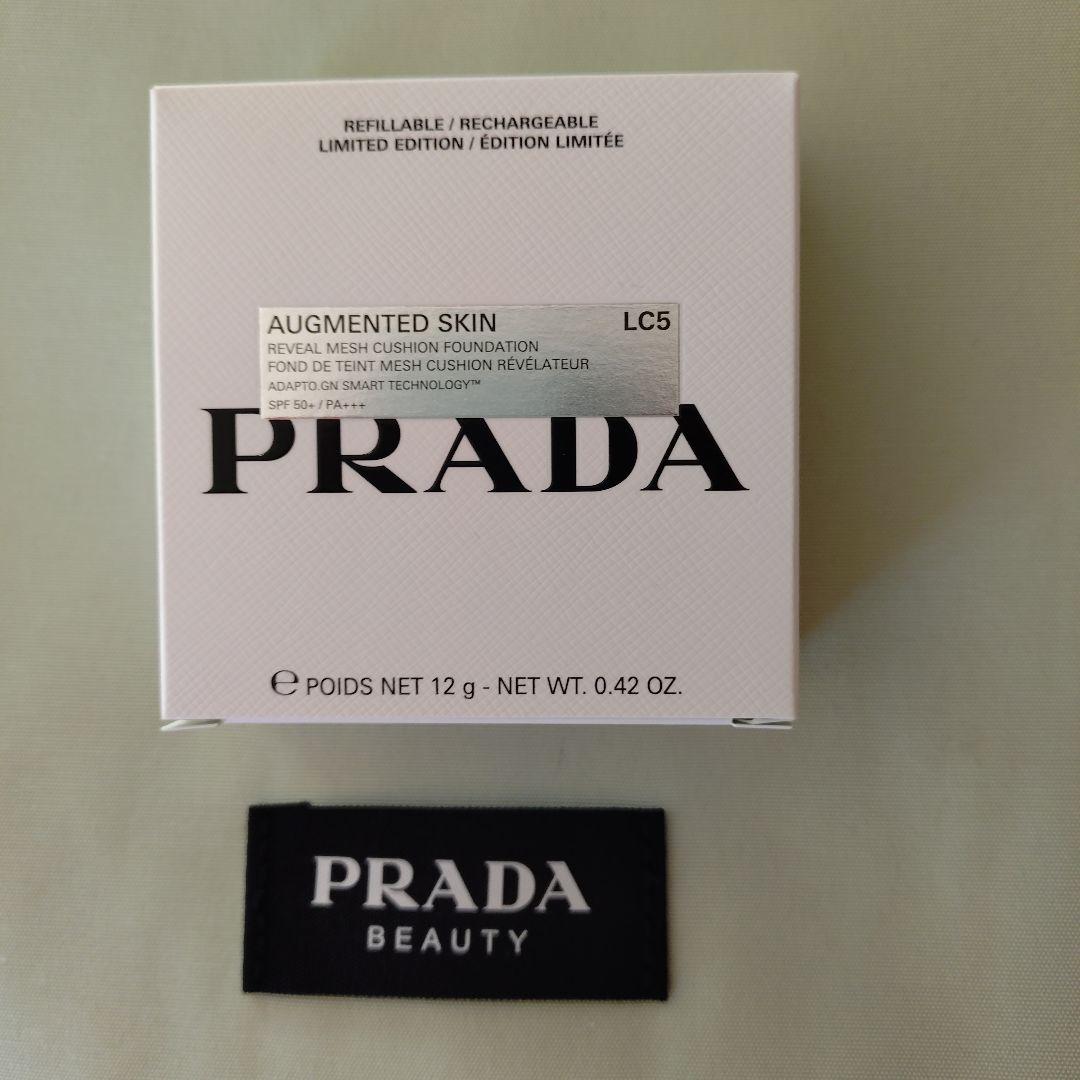 REFILLABLE / RECHARGEABLE
LIMITED EDITION / ÉDITION LIMITÉE
AUGMENTED SKIN LC5
REVEAL MESH CUSHION FOUNDATION
FOND DE TEINT MESH CUSHION RÉVÉLATEUR
ADAPTO.GN SMART TECHNOLOGY™
SPF 50+ / PA+++
PRADA
℮ POIDS NET 12 g - NET WT. 0.42 OZ.
PRADA
BEAUTY